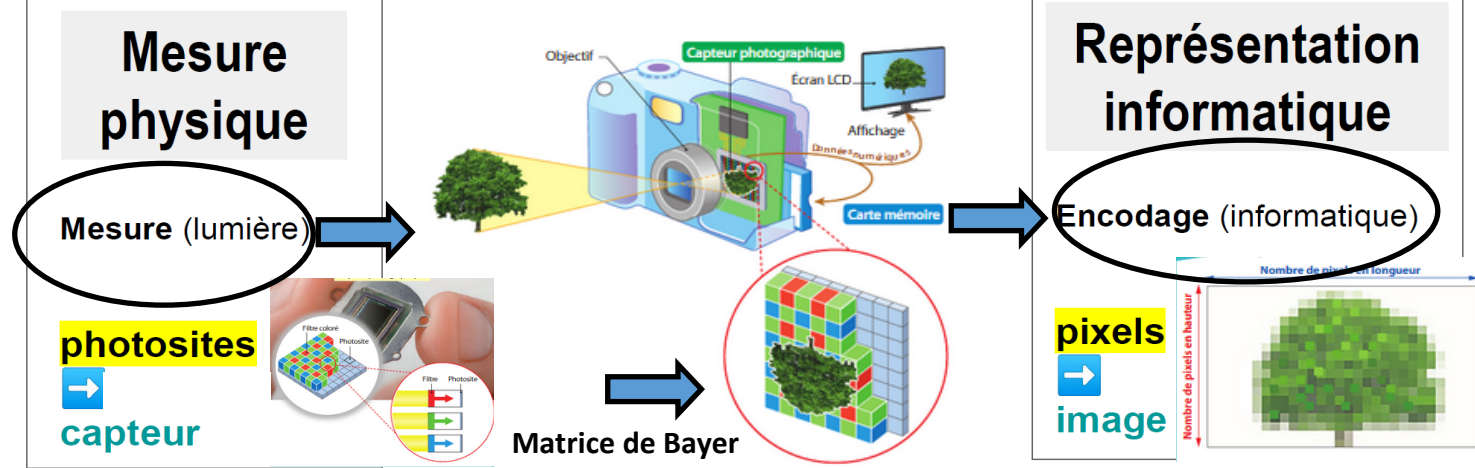 Mesure
physique
Mesure (lumière)
photosites
capteur
Filtre coloré
Photosite
Filtre Photosite
Objectif
Capteur photographique
Écran LCD
Affichage
Données numériques
Carte mémoire
Matrice de Bayer
Représentation
informatique
Encodage (informatique)
pixels
image
Nombre de pixels en longueur
Nombre de pixels en hauteur